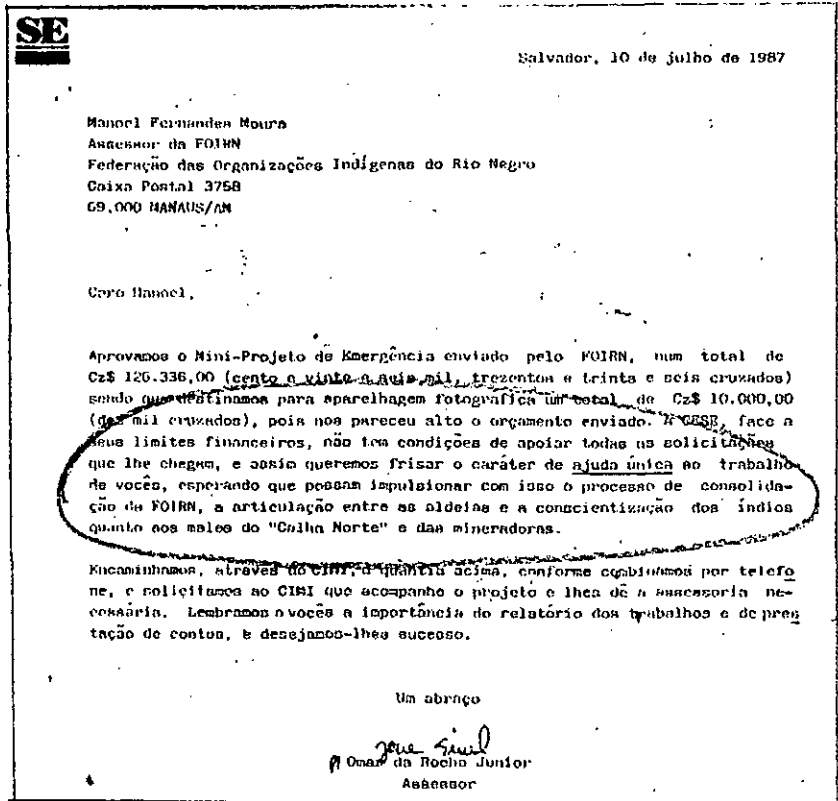 SE
Salvador, 10 de julho de 1987
Manoel Fernandes Moura
Assessor da FOIRN
Federação das Organizações Indígenas do Rio Negro
Caixa Postal 3758
69.000 MANAUS/AM
Caro Manoel,
Aprovamos o Mini-Projeto de Emergência enviado pelo FOIRN, num total de
Cz$ 126.336,00 (cento e vinte e seis mil, trezentos e trinta e seis cruzados)
sendo que destinamos para aparelhagem fotográfica um total de Cz$ 10.000,00
(dez mil cruzados), pois nos pareceu alto o orçamento enviado. A CESE, face a
seus limites financeiros, não tem condições de apoiar todas as solicitações
que lhe chegam, e assim queremos frisar o caráter de ajuda única ao trabalho
de vocês, esperando que possam impulsionar com isso o processo de consolida-
ção da FOIRN, a articulação entre as aldeias e a conscientização dos índios
quanto aos males do "Calha Norte" e das mineradoras.
Encaminhamos, através do CIMI, a quantia acima, conforme combinamos por telefo
ne, e solicitamos ao CIMI que acompanhe o projeto e lhes dê a assessoria ne-
cessária. Lembramos a vocês a importância do relatório dos trabalhos e de pres
tação de contas, e desejamos-lhes sucesso.
Um abraço
Omar da Rocha Junior
Assessor